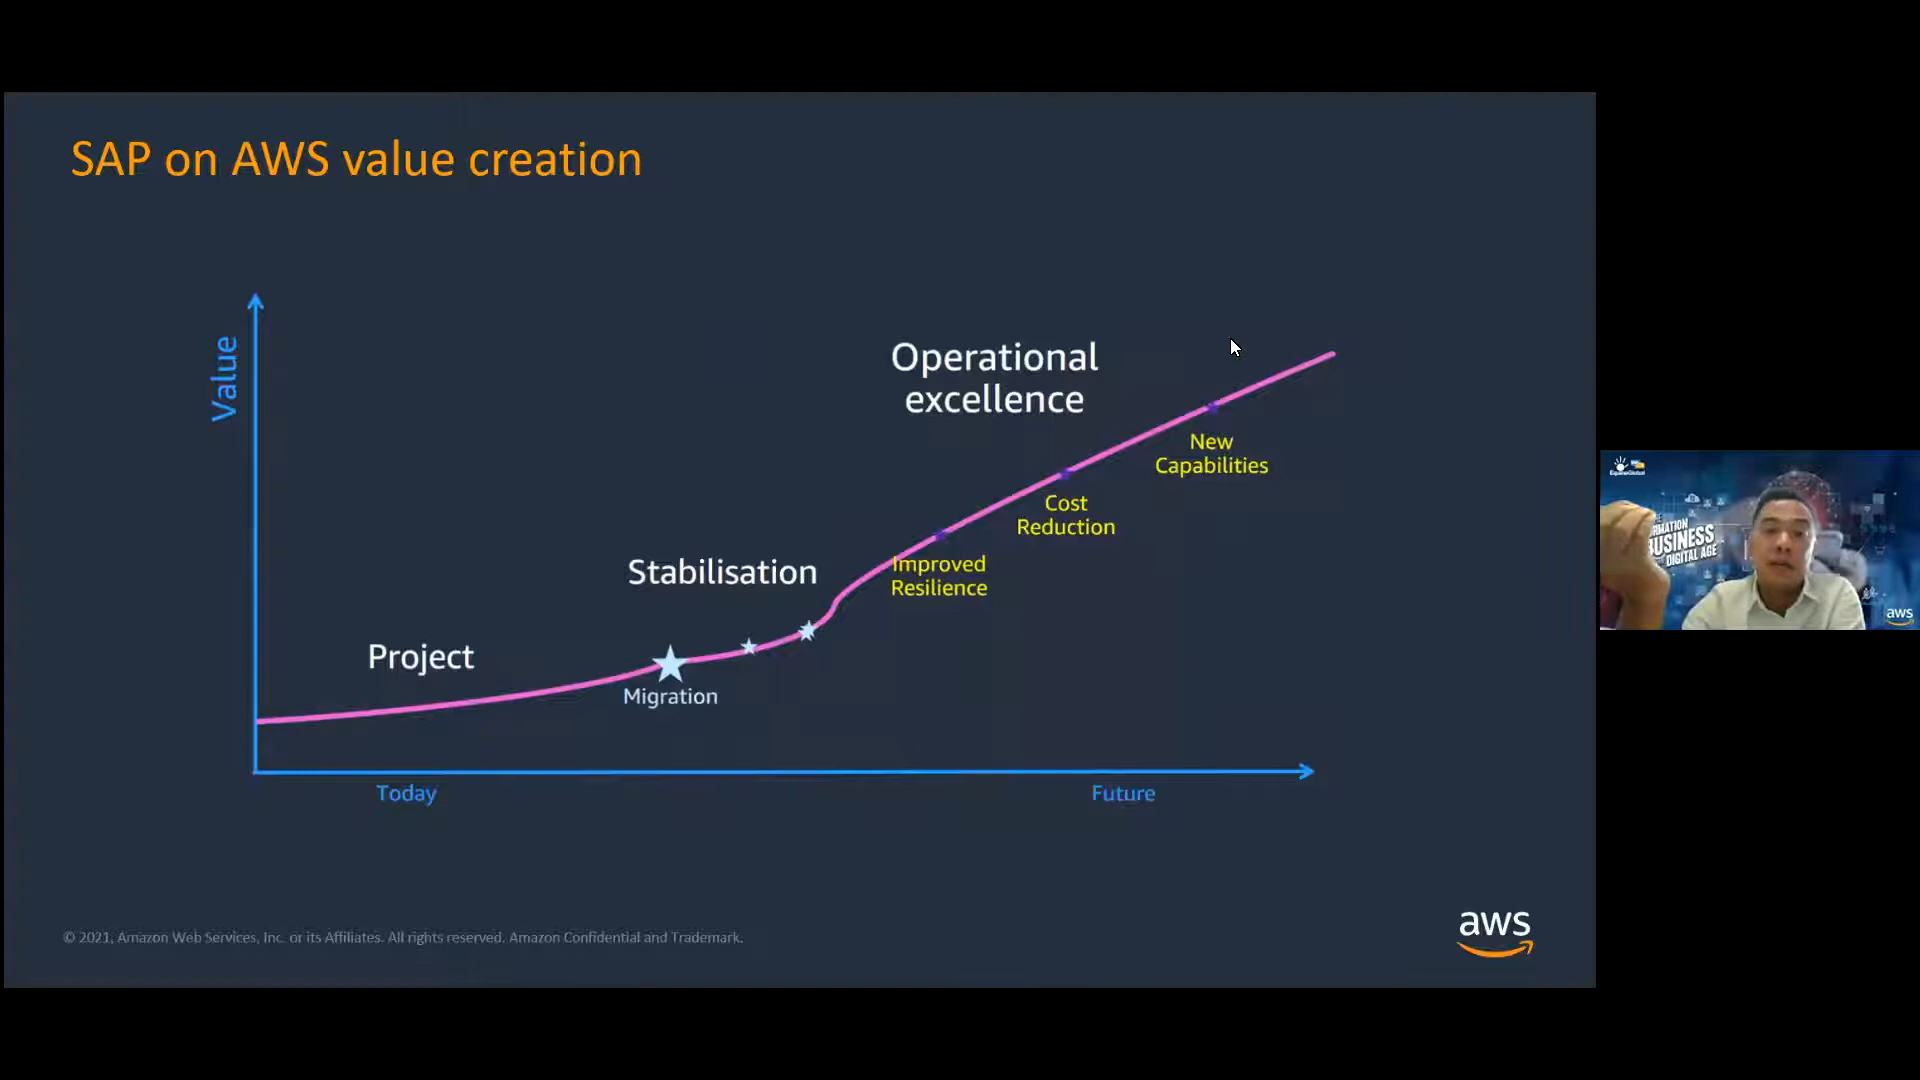 SAP on AWS value creation
Value
Operational
excellence
New
Capabilities
Cost
Reduction
Improved
Resilience
Stabilisation
Project
Migration
Today
Future
© 2021, Amazon Web Services, Inc. or its Affiliates. All rights reserved. Amazon Confidential and Trademark.
aws
BUSINESS
DIGITAL AGE
aws